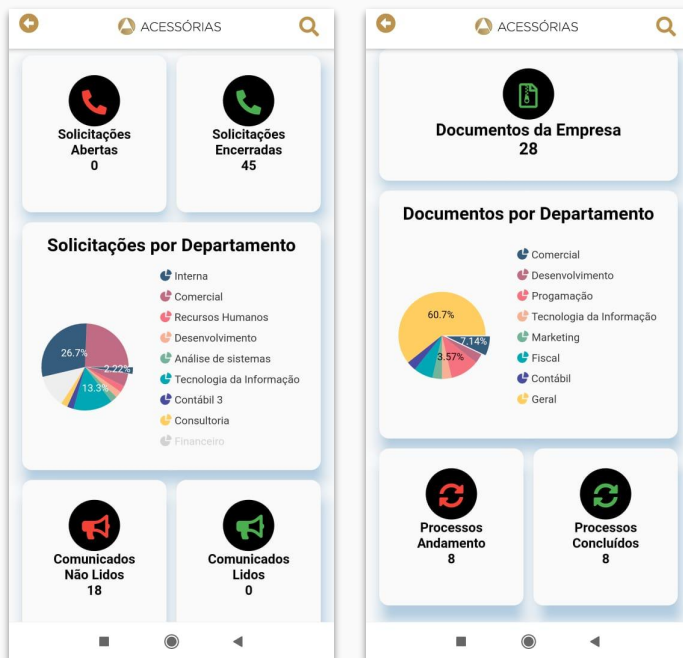 ACESSÓRIAS
Solicitações
Abertas
0
Solicitações
Encerradas
45
Solicitações por Departamento
26.7%
2.22%
13.3%
Interna
Comercial
Recursos Humanos
Desenvolvimento
Análise de sistemas
Tecnologia da Informação
Contábil 3
Consultoria
Financeiro
Comunicados
Não Lidos
18
Comunicados
Lidos
0
ACESSÓRIAS
Documentos da Empresa
28
Documentos por Departamento
60.7%
7.14%
3.57%
Comercial
Desenvolvimento
Progamação
Tecnologia da Informação
Marketing
Fiscal
Contábil
Geral
Processos
Andamento
8
Processos
Concluídos
8